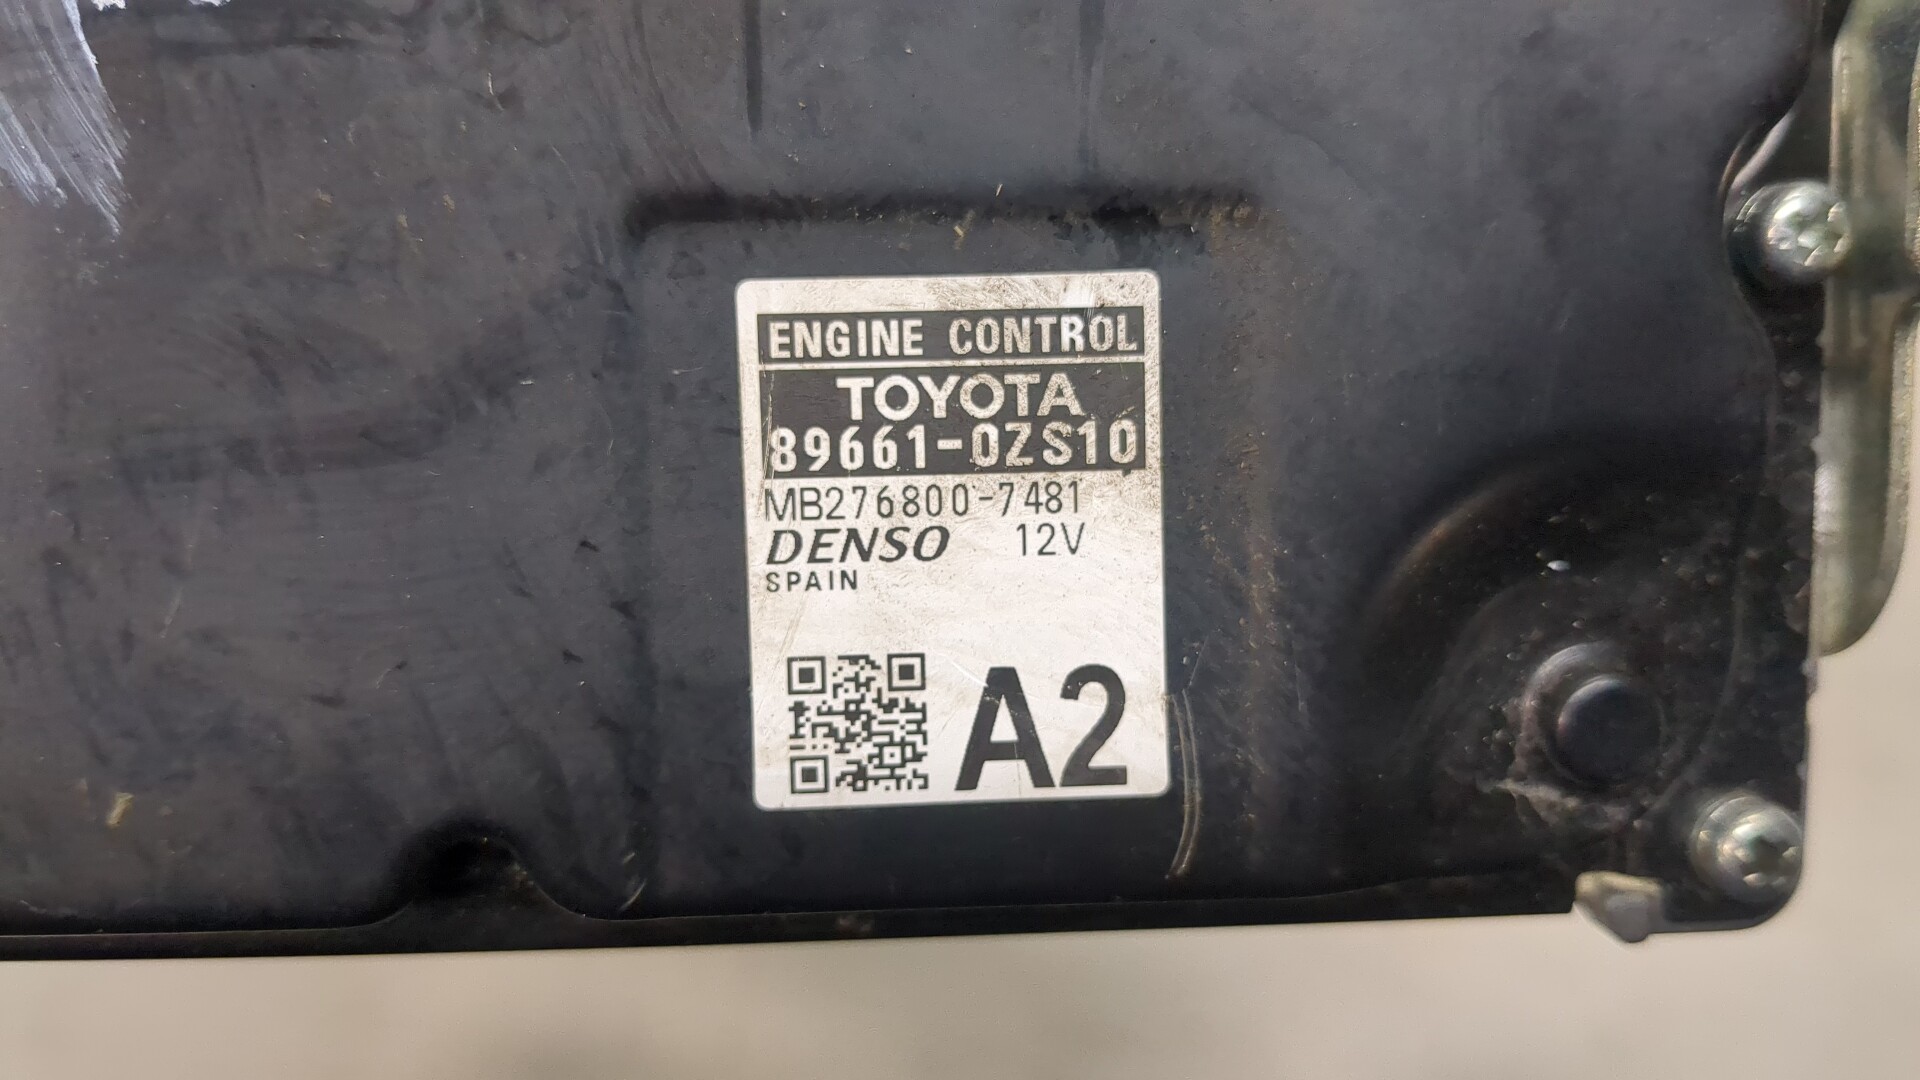 ENGINE CONTROL
TOYOTA
89661-0ZS10
MB276800-7481
DENSO 12V
SPAIN
A2